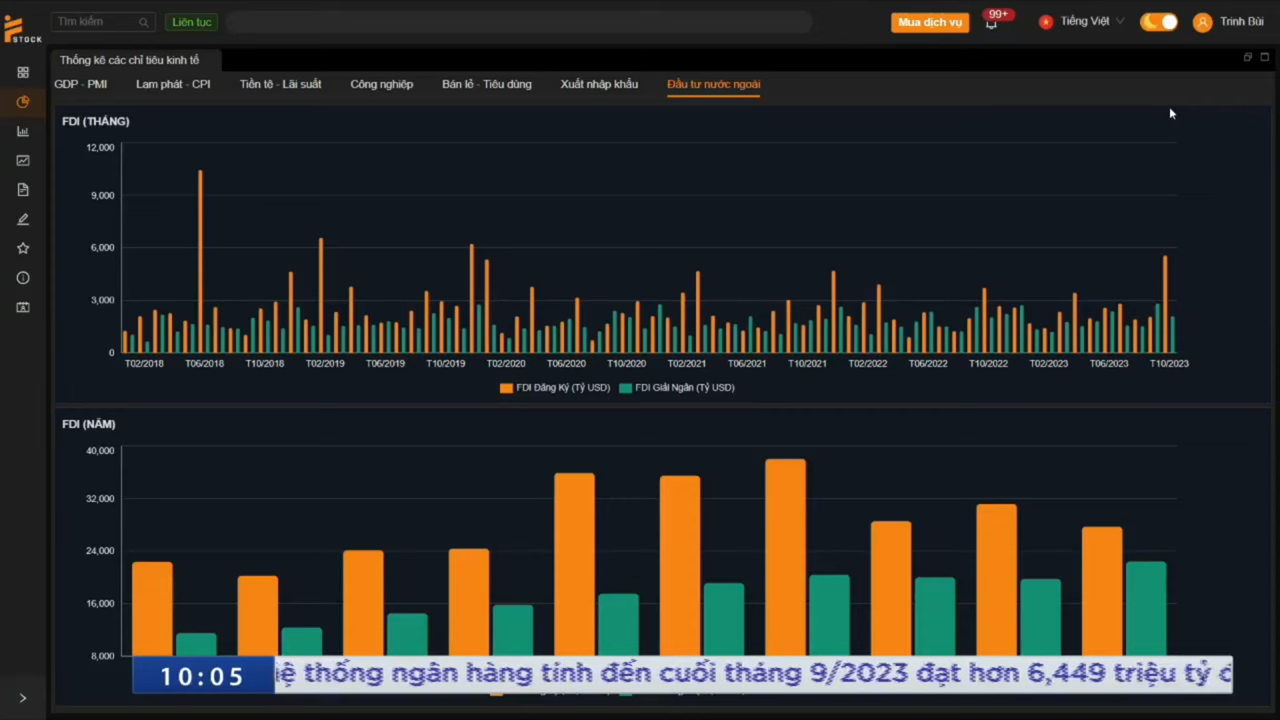 STOCK
Tìm kiếm
Liên tục
Mua dịch vụ
99+
Tiếng Việt
Trinh Bùi
Thống kê các chỉ tiêu kinh tế
GDP - PMI
Lạm phát - CPI
Tiền tệ - Lãi suất
Công nghiệp
Bán lẻ - Tiêu dùng
Xuất nhập khẩu
Đầu tư nước ngoài
FDI (THÁNG)
12,000
9,000
6,000
3,000
0
T02/2018 T06/2018 T10/2018 T02/2019 T06/2019 T10/2019 T02/2020 T06/2020 T10/2020 T02/2021 T06/2021 T10/2021 T02/2022 T06/2022 T10/2022 T02/2023 T06/2023 T10/2023
FDI Đăng Ký (Tỷ USD) FDI Giải Ngân (Tỷ USD)
FDI (NĂM)
40,000
32,000
24,000
16,000
8,000
10:05
ệ thống ngân hàng tính đến cuối tháng 9/2023 đạt hơn 6,449 triệu tỷ